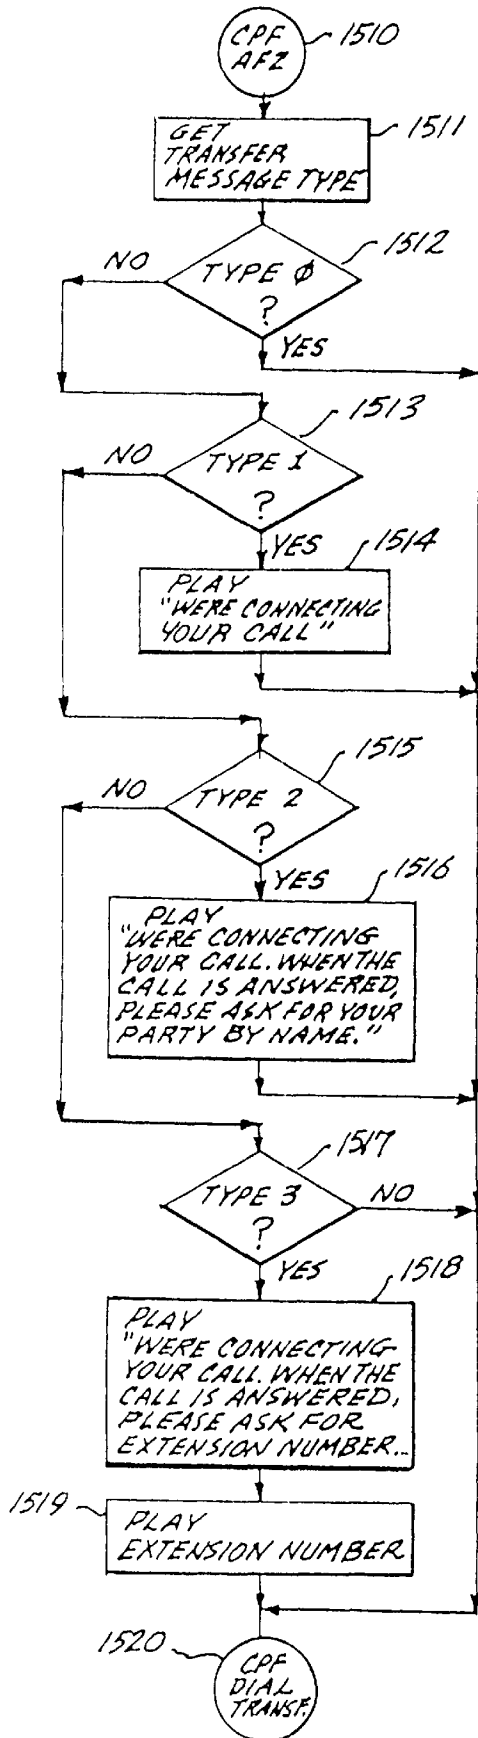 CPF
AFZ
1510
GET
TRANSFER
MESSAGE TYPE
1511
TYPE Ø
?
1512
NO
YES
TYPE 1
?
1513
NO
YES
PLAY
"WERE CONNECTING
YOUR CALL"
1514
TYPE 2
?
1515
NO
YES
PLAY
"WERE CONNECTING
YOUR CALL. WHEN THE
CALL IS ANSWERED,
PLEASE ASK FOR YOUR
PARTY BY NAME."
1516
TYPE 3
?
1517
NO
YES
PLAY
"WERE CONNECTING
YOUR CALL. WHEN THE
CALL IS ANSWERED,
PLEASE ASK FOR
EXTENSION NUMBER...
1518
1519
PLAY
EXTENSION NUMBER
1520
CPF
DIAL
TRANSF.